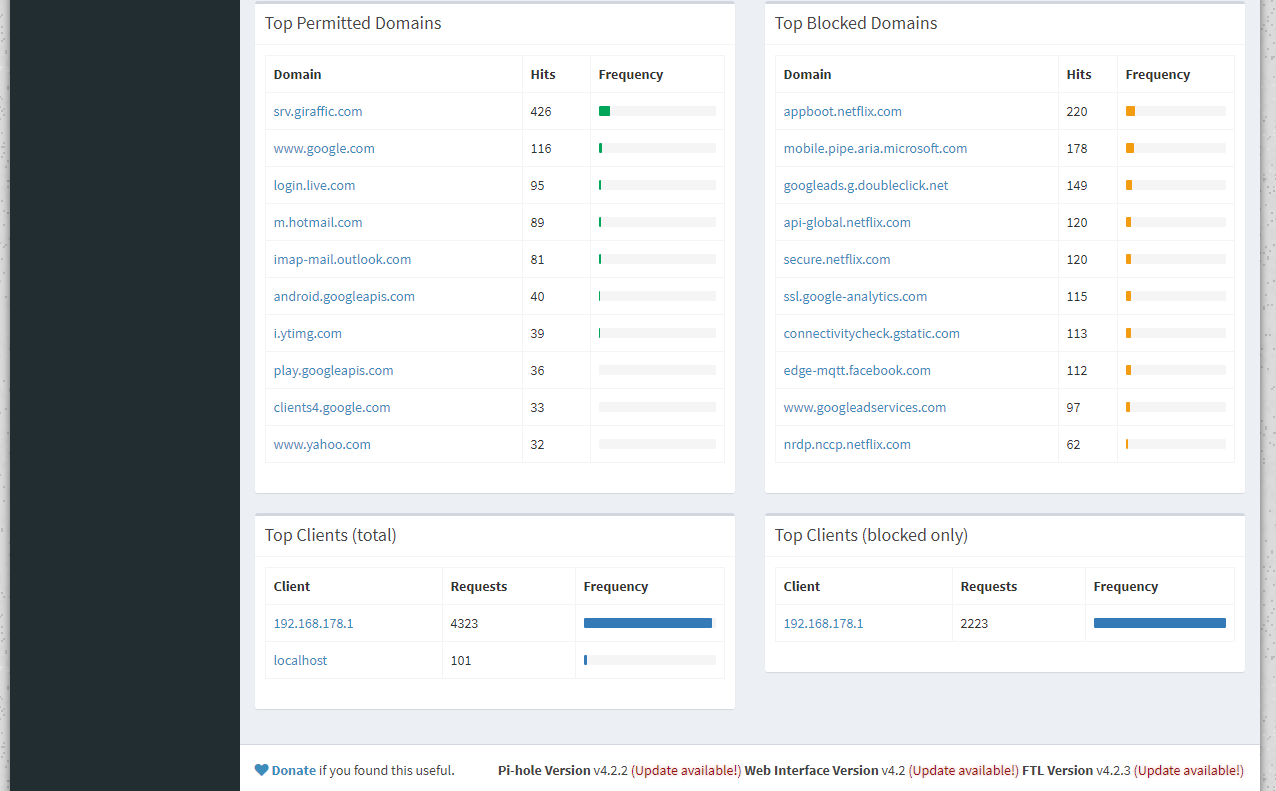 Top Permitted Domains
Domain Hits Frequency
srv.giraffic.com 426
www.google.com 116
login.live.com 95
m.hotmail.com 89
imap-mail.outlook.com 81
android.googleapis.com 40
i.ytimg.com 39
play.googleapis.com 36
clients4.google.com 33
www.yahoo.com 32
Top Blocked Domains
Domain Hits Frequency
appboot.netflix.com 220
mobile.pipe.aria.microsoft.com 178
googleads.g.doubleclick.net 149
api-global.netflix.com 120
secure.netflix.com 120
ssl.google-analytics.com 115
connectivitycheck.gstatic.com 113
edge-mqtt.facebook.com 112
www.googleadservices.com 97
nrdp.nccp.netflix.com 62
Top Clients (total)
Client Requests Frequency
192.168.178.1 4323
localhost 101
Top Clients (blocked only)
Client Requests Frequency
192.168.178.1 2223
Donate if you found this useful.
Pi-hole Version v4.2.2 (Update available!) Web Interface Version v4.2 (Update available!) FTL Version v4.2.3 (Update available!)